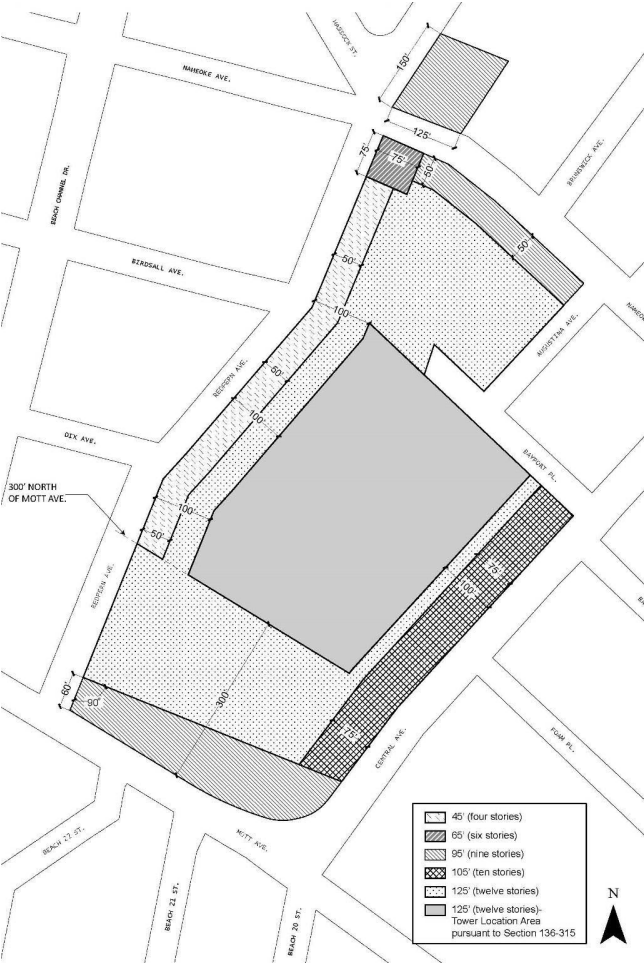 HASSOCK ST.
NAMEOKE AVE.
150'
125'
75'
75'
50'
BRUNSWICK AVE.
BEACH CHANNEL DR.
50'
BIRDSALL AVE.
50'
AUGUSTINA AVE.
100'
REDFERN AVE.
50'
100'
DIX AVE.
BAYPORT PL.
300' NORTH
OF MOTT AVE.
100'
50'
75'
100'
REDFERN AVE.
60'
90'
300'
75'
CENTRAL AVE.
FOAM PL.
BEACH 22 ST.
MOTT AVE.
BEACH 21 ST.
BEACH 20 ST.
45' (four stories)
65' (six stories)
95' (nine stories)
105' (ten stories)
125' (twelve stories)
125' (twelve stories)-
Tower Location Area
pursuant to Section 136-315
N